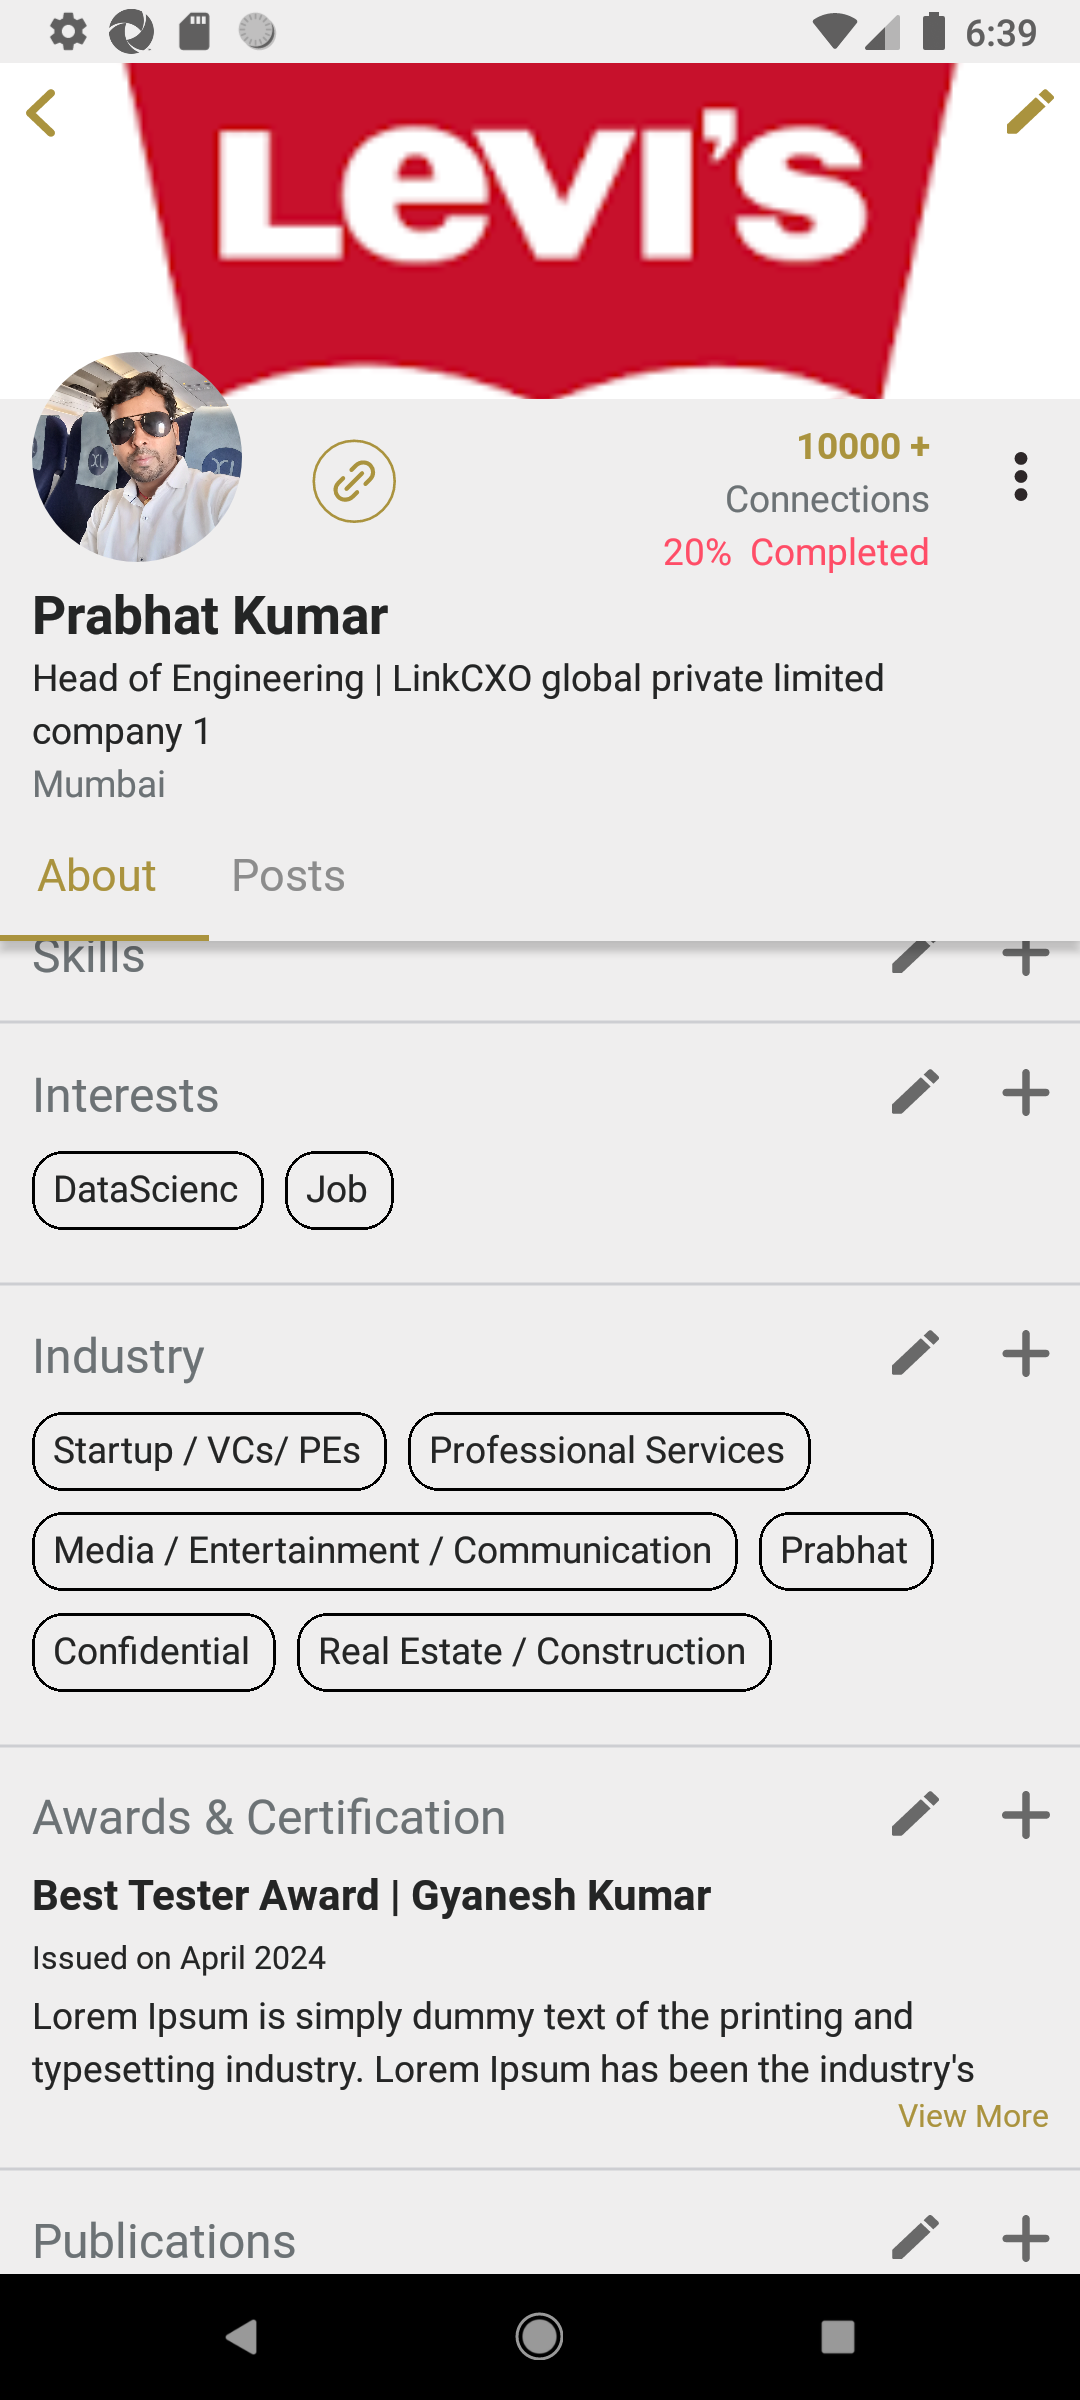 6:39
Levi's
10000 +
Connections
20% Completed
Prabhat Kumar
Head of Engineering | LinkCXO global private limited
company 1
Mumbai
About Posts
Skills
Interests
DataScienc Job
Industry
Startup / VCs/ PEs Professional Services
Media / Entertainment / Communication Prabhat
Confidential Real Estate / Construction
Awards & Certification
Best Tester Award | Gyanesh Kumar
Issued on April 2024
Lorem Ipsum is simply dummy text of the printing and
typesetting industry. Lorem Ipsum has been the industry's
View More
Publications